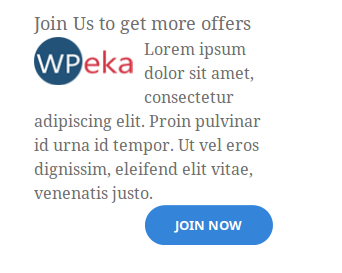 Join Us to get more offers
WPeka
Lorem ipsum
dolor sit amet,
consectetur
adipiscing elit. Proin pulvinar
id urna id tempor. Ut vel eros
dignissim, eleifend elit vitae,
venenatis justo.
JOIN NOW